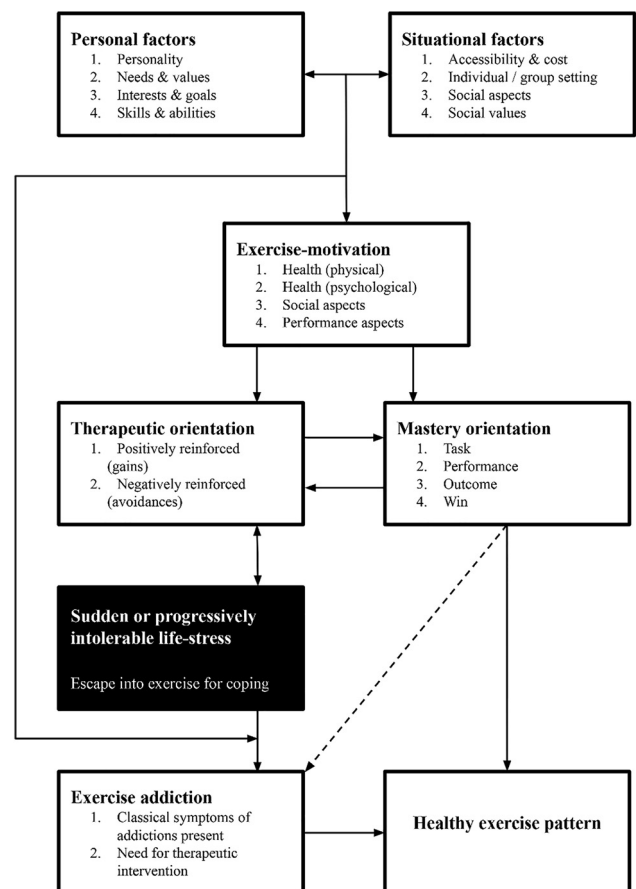 Personal factors
1. Personality
2. Needs & values
3. Interests & goals
4. Skills & abilities
Situational factors
1. Accessibility & cost
2. Individual / group setting
3. Social aspects
4. Social values
Exercise-motivation
1. Health (physical)
2. Health (psychological)
3. Social aspects
4. Performance aspects
Therapeutic orientation
1. Positively reinforced
(gains)
2. Negatively reinforced
(avoidances)
Mastery orientation
1. Task
2. Performance
3. Outcome
4. Win
Sudden or progressively
intolerable life-stress
Escape into exercise for coping
Exercise addiction
1. Classical symptoms of
addictions present
2. Need for therapeutic
intervention
Healthy exercise pattern